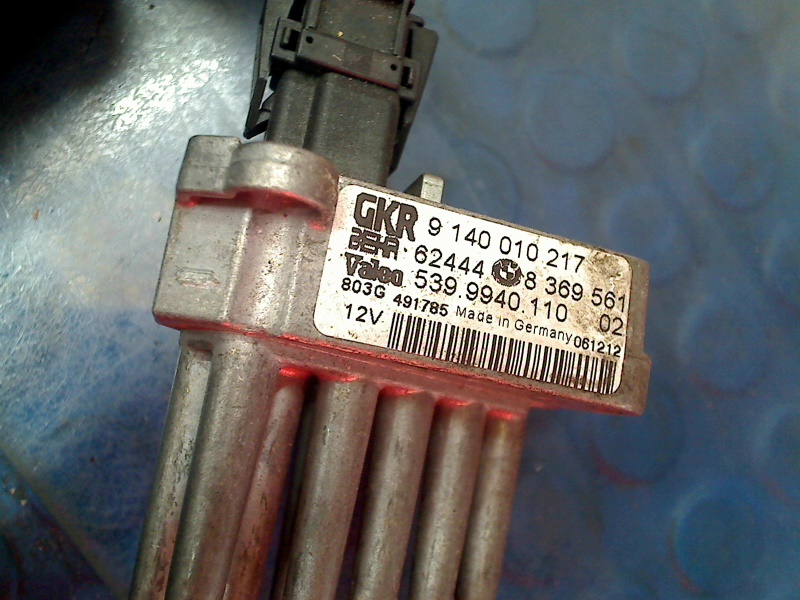 GKR 9 140 010 217
BEHR 62444 8 369 561
Valeo 539.9940.110 02
803G 491785 Made in Germany 061212
12V